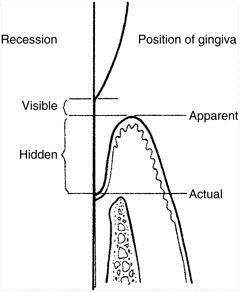 Recession
Position of gingiva
Visible
Apparent
Hidden
Actual